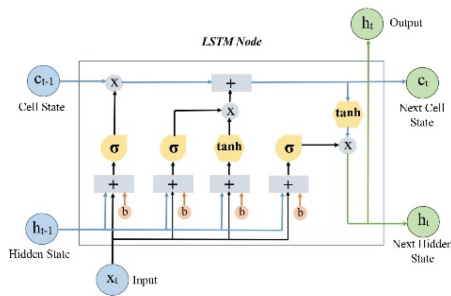 hₜ
Output
LSTM Node
cₜ₋₁
Cell State
x
+
cₜ
Next Cell
State
x
tanh
σ
σ
tanh
σ
x
+
+
+
+
b
b
b
b
hₜ₋₁
Hidden State
hₜ
Next Hidden
State
xₜ
Input